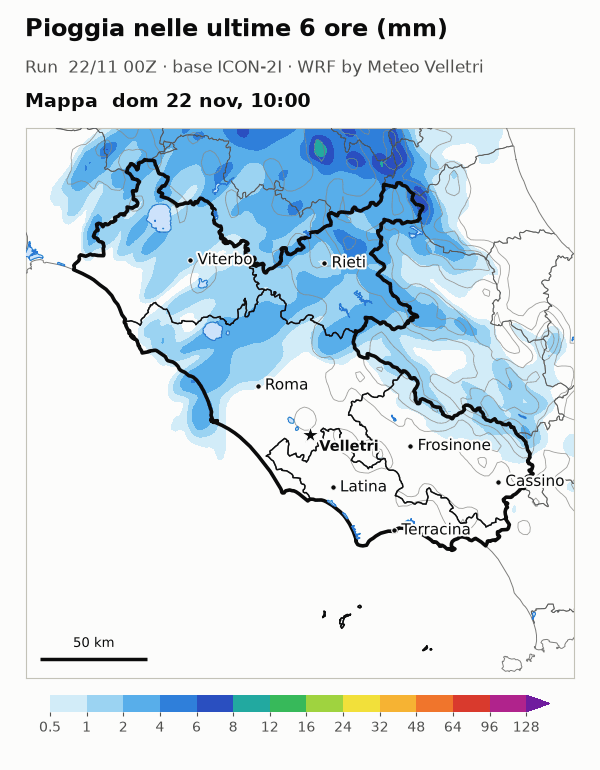 Pioggia nelle ultime 6 ore (mm)
Run 22/11 00Z · base ICON-2I · WRF by Meteo Velletri
Mappa dom 22 nov, 10:00
Viterbo
Rieti
Roma
Velletri
Frosinone
Cassino
Latina
Terracina
50 km
0.5 1 2 4 6 8 12 16 24 32 48 64 96 128